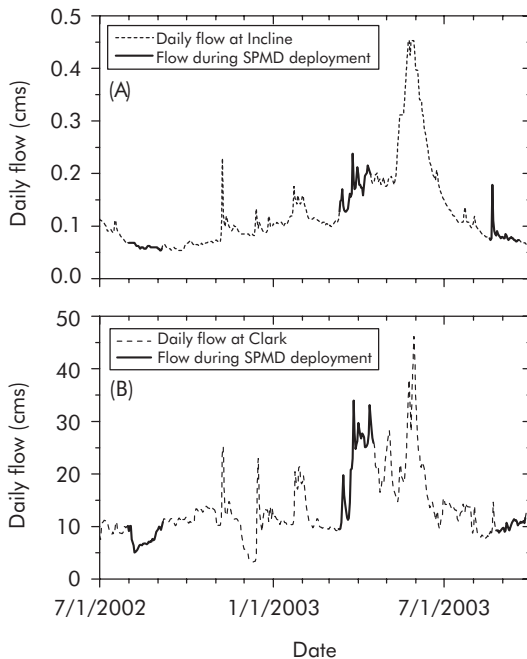 Daily flow at Incline
Flow during SPMD deployment
(A)
Daily flow (cms)
0.5
0.4
0.3
0.2
0.1
0.0
Daily flow at Clark
Flow during SPMD deployment
(B)
Daily flow (cms)
50
40
30
20
10
0
7/1/2002
1/1/2003
7/1/2003
Date